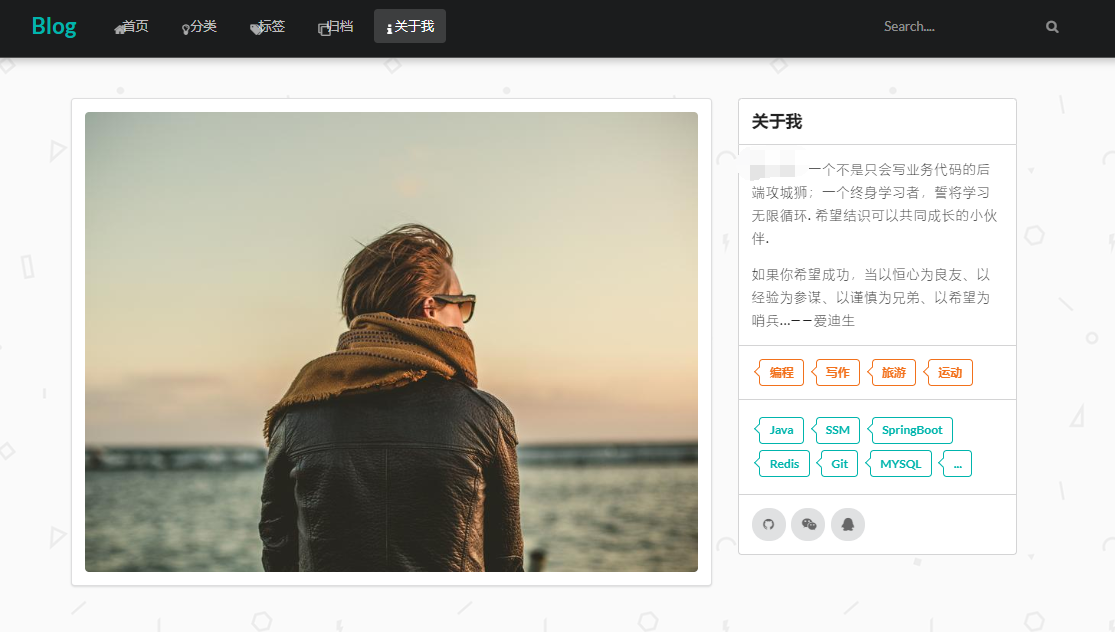 Blog 首页 分类 标签 归档 关于我 Search....
关于我
一个不是只会写业务代码的后
端攻城狮；一个终身学习者，誓将学习
无限循环. 希望结识可以共同成长的小伙
伴.
如果你希望成功，当以恒心为良友、以
经验为参谋、以谨慎为兄弟、以希望为
哨兵...——爱迪生
编程 写作 旅游 运动
Java SSM SpringBoot
Redis Git MYSQL ...